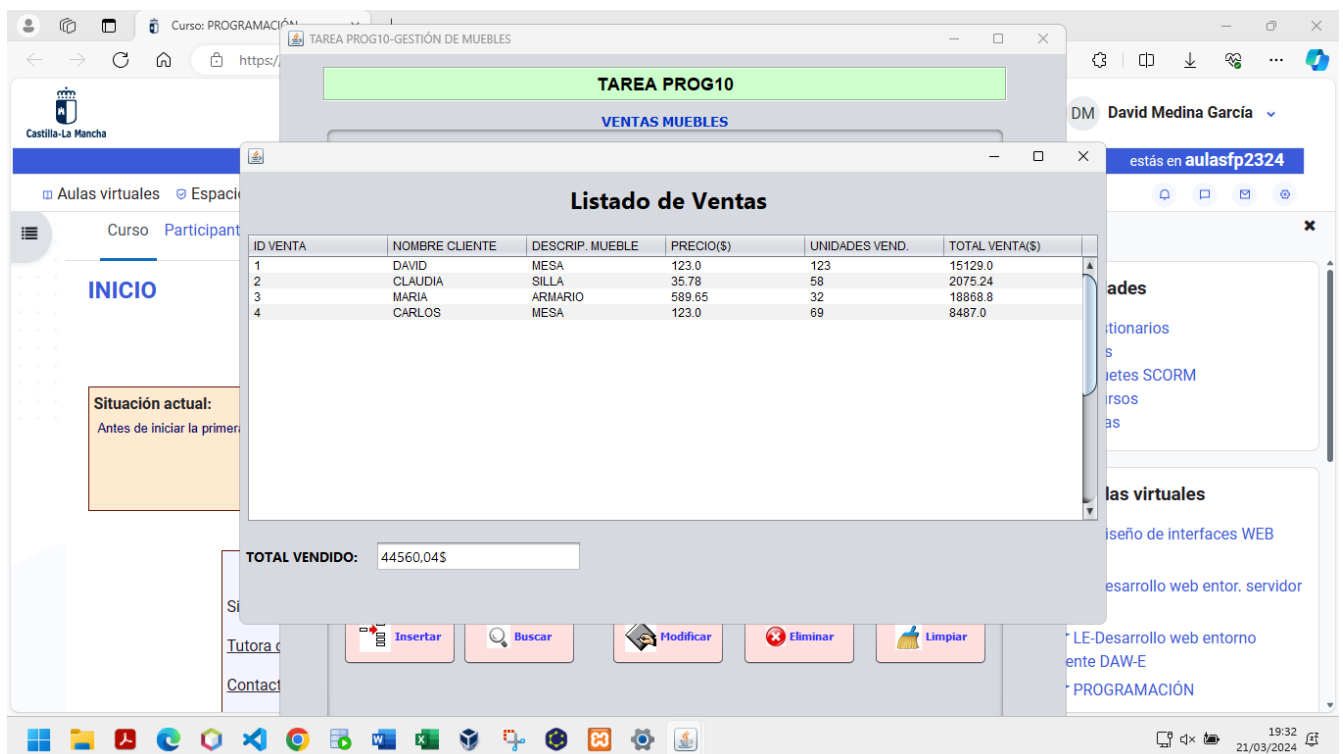 Curso: PROGRAMACIÓN
TAREA PROG10-GESTIÓN DE MUEBLES
https:/
TAREA PROG10
VENTAS MUEBLES
Castilla-La Mancha
DM David Medina García
estás en aulasfp2324
Aulas virtuales Espaci
Curso Participant
Listado de Ventas
ID VENTA NOMBRE CLIENTE DESCRIP. MUEBLE PRECIO($) UNIDADES VEND. TOTAL VENTA($)
1 DAVID MESA 123.0 123 15129.0
2 CLAUDIA SILLA 35.78 58 2075.24
3 MARIA ARMARIO 589.65 32 18868.8
4 CARLOS MESA 123.0 69 8487.0
INICIO
ades
stionarios
s
uetes SCORM
ursos
as
Situación actual:
Antes de iniciar la primera
las virtuales
iseño de interfaces WEB
TOTAL VENDIDO: 44560,04$
esarrollo web entor. servidor
Si
Insertar Buscar Modificar Eliminar Limpiar
Tutora
Contact
LE-Desarrollo web entorno
ente DAW-E
PROGRAMACIÓN
19:32
21/03/2024